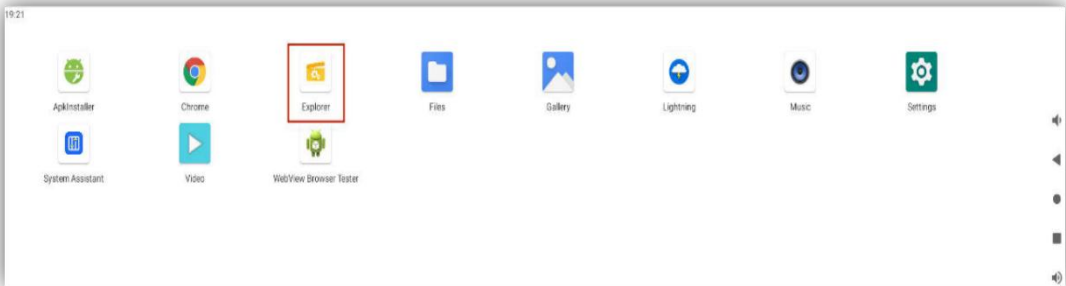 19:21
ApkInstaller Chrome Explorer Files Gallery Lightning Music Settings
System Assistant Video WebView Browser Tester